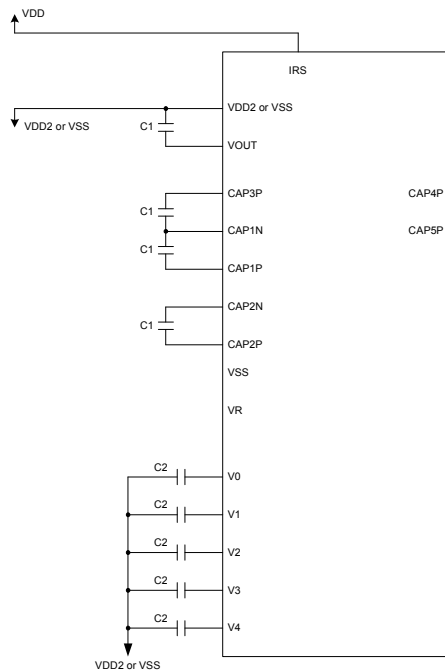 VDD
IRS
VDD2 or VSS
VDD2 or VSS
C1
VOUT
CAP3P
CAP4P
C1
CAP1N
CAP5P
C1
CAP1P
CAP2N
C1
CAP2P
VSS
VR
C2
V0
C2
V1
C2
V2
C2
V3
C2
V4
VDD2 or VSS